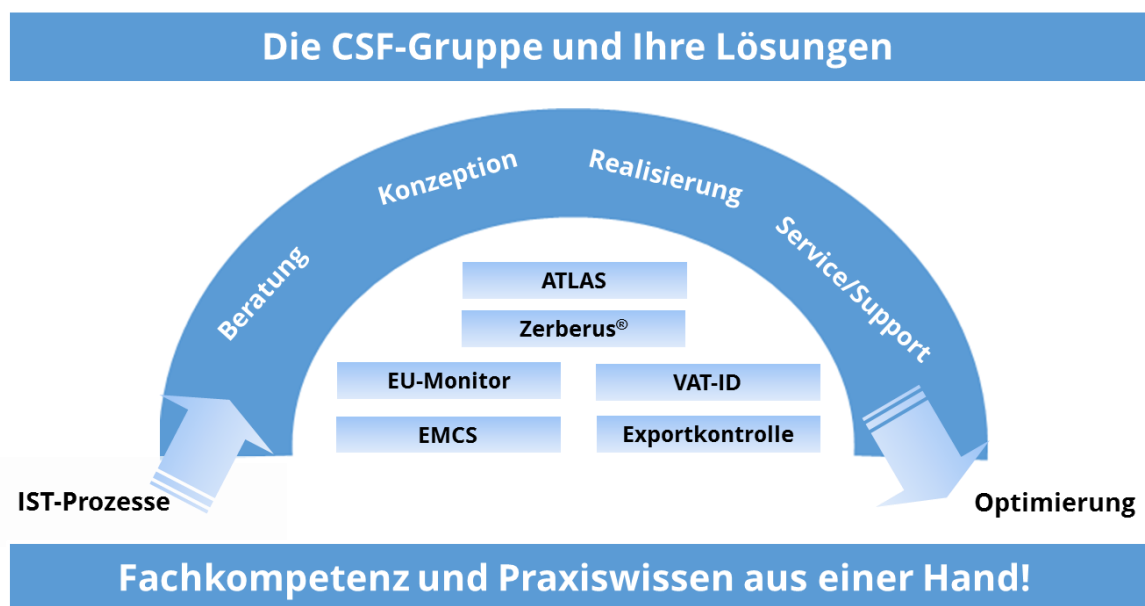 Die CSF-Gruppe und Ihre Lösungen
Beratung
Konzeption
Realisierung
Service/Support
ATLAS
Zerberus®
EU-Monitor
VAT-ID
EMCS
Exportkontrolle
IST-Prozesse
Optimierung
Fachkompetenz und Praxiswissen aus einer Hand!